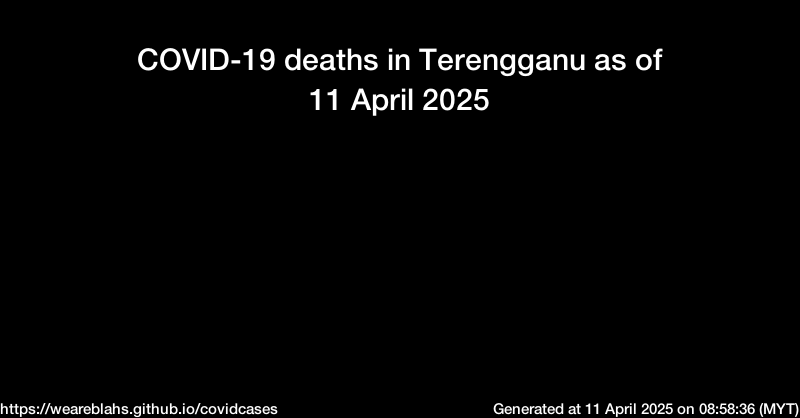 COVID-19 deaths in Terengganu as of
11 April 2025
https://weareblahs.github.io/covidcases
Generated at 11 April 2025 on 08:58:36 (MYT)